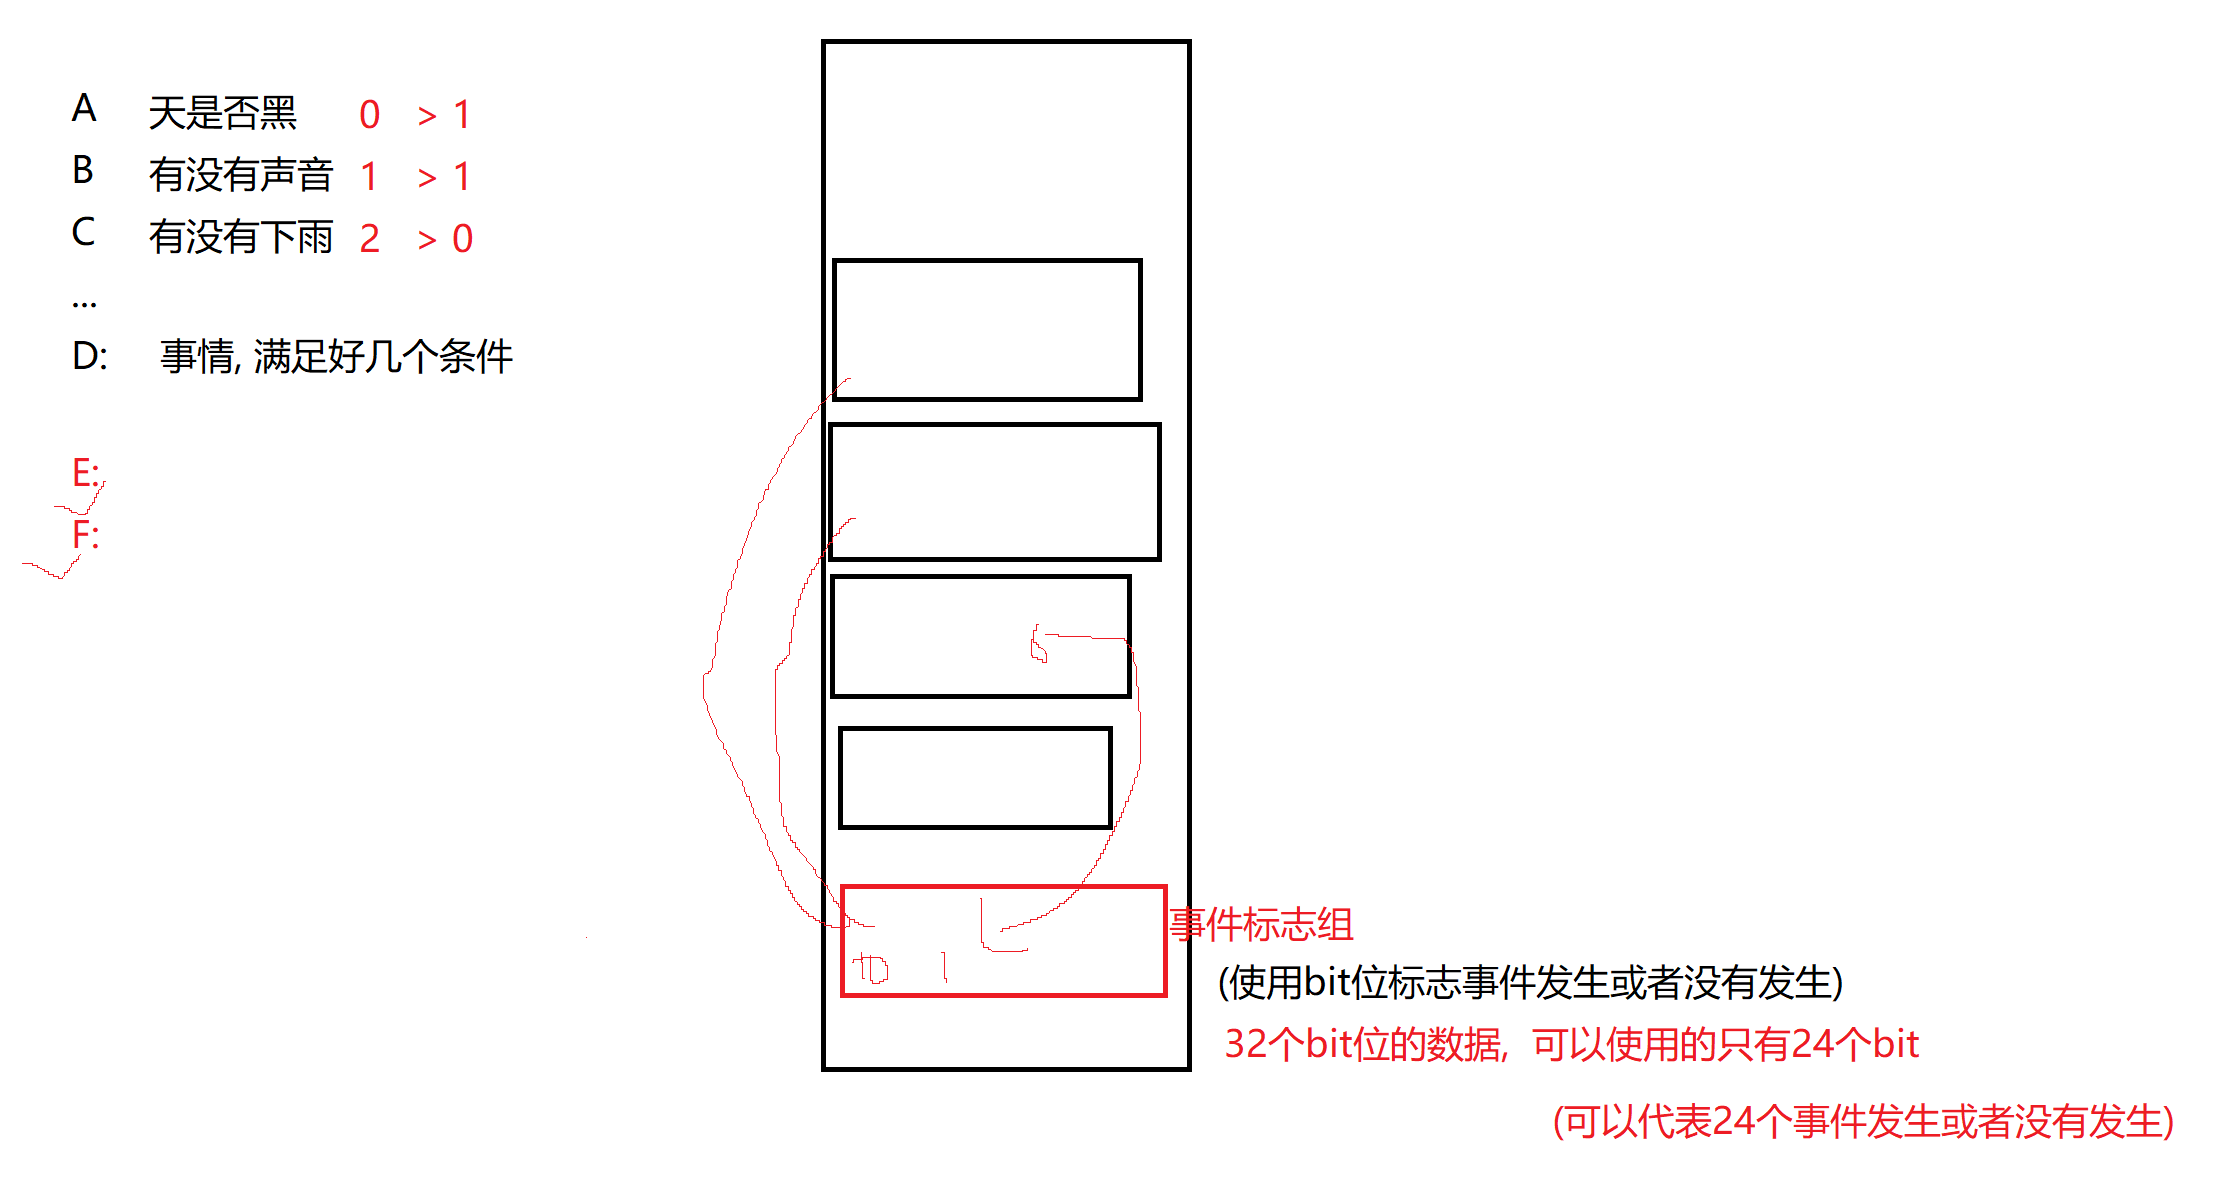 A 天是否黑 0 > 1
B 有没有声音 1 > 1
C 有没有下雨 2 > 0
...
D: 事情, 满足好几个条件
E:
F:
事件标志组
(使用bit位标志事件发生或者没有发生)
32个bit位的数据, 可以使用的只有24个bit
(可以代表24个事件发生或者没有发生)